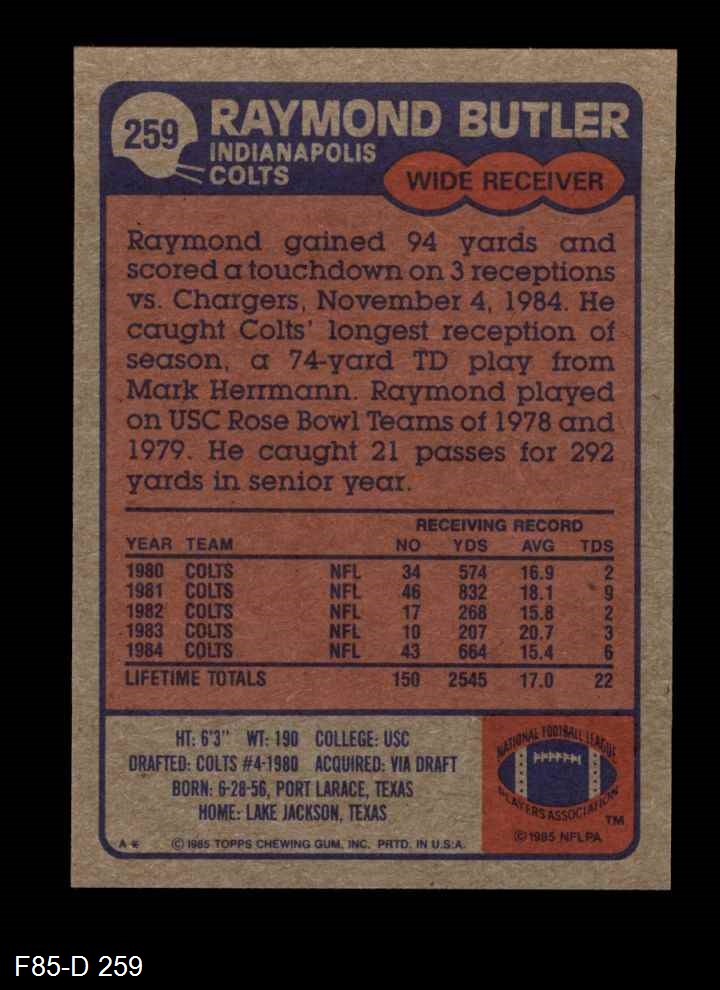 259
RAYMOND BUTLER
INDIANAPOLIS
COLTS
WIDE RECEIVER
Raymond gained 94 yards and
scored a touchdown on 3 receptions
vs. Chargers, November 4, 1984. He
caught Colts' longest reception of
season, a 74-yard TD play from
Mark Herrmann. Raymond played
on USC Rose Bowl Teams of 1978 and
1979. He caught 21 passes for 292
yards in senior year.
RECEIVING RECORD
YEAR TEAM NO YDS AVG TDS
1980 COLTS NFL 34 574 16.9 2
1981 COLTS NFL 46 832 18.1 9
1982 COLTS NFL 17 268 15.8 2
1983 COLTS NFL 10 207 20.7 3
1984 COLTS NFL 43 664 15.4 6
LIFETIME TOTALS 150 2545 17.0 22
HT: 6'3" WT: 190 COLLEGE: USC
DRAFTED: COLTS #4-1980 ACQUIRED: VIA DRAFT
BORN: 6-28-56, PORT LARACE, TEXAS
HOME: LAKE JACKSON, TEXAS
A* © 1985 TOPPS CHEWING GUM, INC. PRTD. IN U.S.A.
NATIONAL FOOTBALL LEAGUE
PLAYERS ASSOCIATION
TM
© 1985 NFLPA
F85-D 259